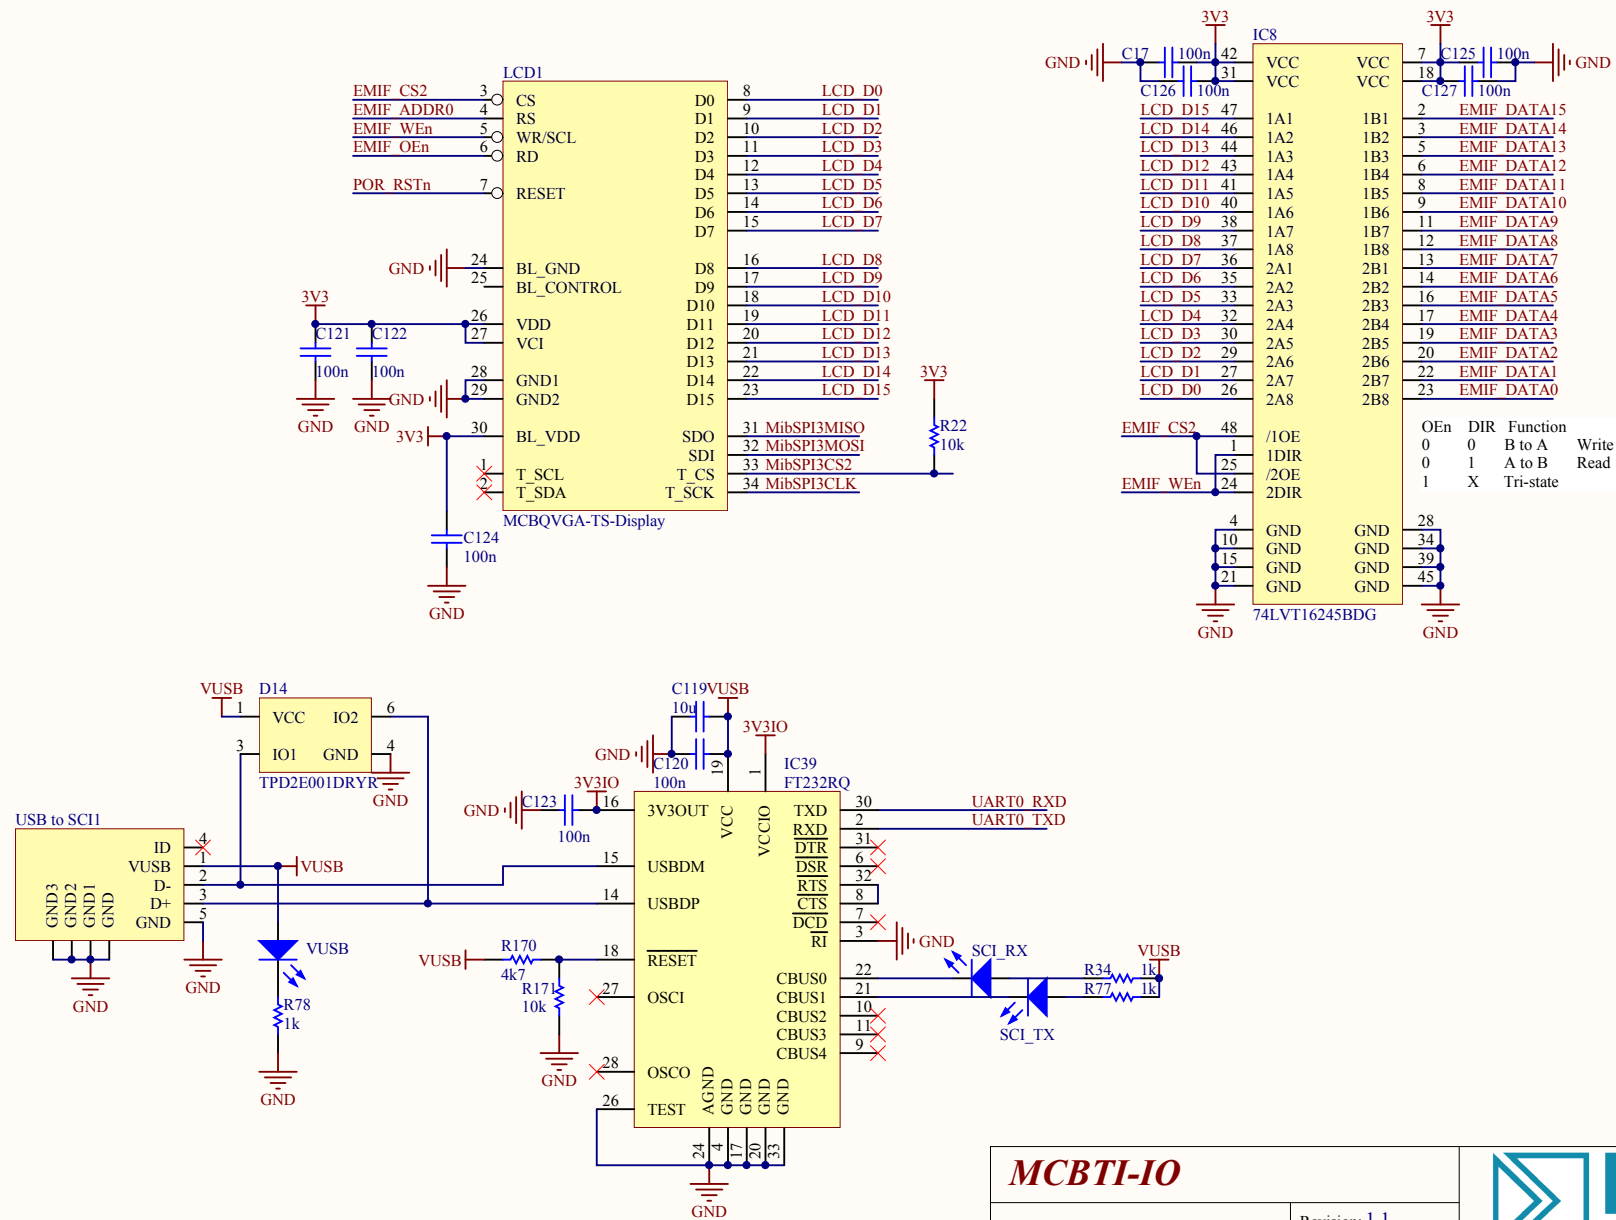 LCD1
EMIF_CS2 3 CS D0 8 LCD_D0
EMIF_ADDR0 4 RS D1 9 LCD_D1
EMIF_WEn 5 WR/SCL D2 10 LCD_D2
EMIF_OEn 6 RD D3 11 LCD_D3
D4 12 LCD_D4
POR_RSTn 7 RESET D5 13 LCD_D5
D6 14 LCD_D6
D7 15 LCD_D7
GND 24 BL_GND D8 16 LCD_D8
25 BL_CONTROL D9 17 LCD_D9
3V3 D10 18 LCD_D10
26 VDD D11 19 LCD_D11
C121 C122 27 VCI D12 20 LCD_D12
D13 21 LCD_D13
100n 100n 28 GND1 D14 22 LCD_D14
GND 29 GND2 D15 23 LCD_D15
GND GND
3V3
3V3 30 BL_VDD SDO 31 MibSPI3MISO
R22
10k
SDI 32 MibSPI3MOSI
1 T_SCL T_CS 33 MibSPI3CS2
2 T_SDA T_SCK 34 MibSPI3CLK
MCBQVGA-TS-Display
C124
100n
GND
3V3 3V3
IC8
GND C17 100n 42 VCC VCC 7 C125 100n GND
C126 100n 31 VCC VCC 18 C127 100n
LCD_D15 47 1A1 1B1 2 EMIF_DATA15
LCD_D14 46 1A2 1B2 3 EMIF_DATA14
LCD_D13 44 1A3 1B3 5 EMIF_DATA13
LCD_D12 43 1A4 1B4 6 EMIF_DATA12
LCD_D11 41 1A5 1B5 8 EMIF_DATA11
LCD_D10 40 1A6 1B6 9 EMIF_DATA10
LCD_D9 38 1A7 1B7 11 EMIF_DATA9
LCD_D8 37 1A8 1B8 12 EMIF_DATA8
LCD_D7 36 2A1 2B1 13 EMIF_DATA7
LCD_D6 35 2A2 2B2 14 EMIF_DATA6
LCD_D5 33 2A3 2B3 16 EMIF_DATA5
LCD_D4 32 2A4 2B4 17 EMIF_DATA4
LCD_D3 30 2A5 2B5 19 EMIF_DATA3
LCD_D2 29 2A6 2B6 20 EMIF_DATA2
LCD_D1 27 2A7 2B7 22 EMIF_DATA1
LCD_D0 26 2A8 2B8 23 EMIF_DATA0
EMIF_CS2 48 /1OE
1 1DIR
25 /2OE
EMIF_WEn 24 2DIR
OEn DIR Function
0 0 B to A Write
0 1 A to B Read
1 X Tri-state
4 GND GND 28
10 GND GND 34
15 GND GND 39
21 GND GND 45
74LVT16245BDG
GND GND
VUSB D14
1 VCC IO2 6
3 IO1 GND 4
TPD2E001DRYR
GND
USB to SCI1
ID 4
VUSB 1 VUSB
D- 2
D+ 3
GND 5
GND3 GND2 GND1 GND
GND
GND
VUSB
R78
1k
GND
C119 VUSB
10u
3V3IO
GND C120
100n
19 1
IC39
FT232RQ
3V3IO
GND C123 16 3V3OUT VCC VCCIO TXD 30 UART0_RXD
100n
RXD 2 UART0_TXD
DTR 31
15 USBDM DSR 6
RTS 32
14 USBDP CTS 8
DCD 7
RI 3 GND
VUSB R170 18 RESET
4k7
R171
10k
GND
27 OSCI
28 OSCO
26 TEST
CBUS0 22 SCI_RX R34 1k VUSB
CBUS1 21 SCI_TX R77 1k
CBUS2 10
CBUS3 11
CBUS4 9
AGND GND GND GND GND
24 4 17 20 33
GND
MCBTI-IO
Revision: 1.1